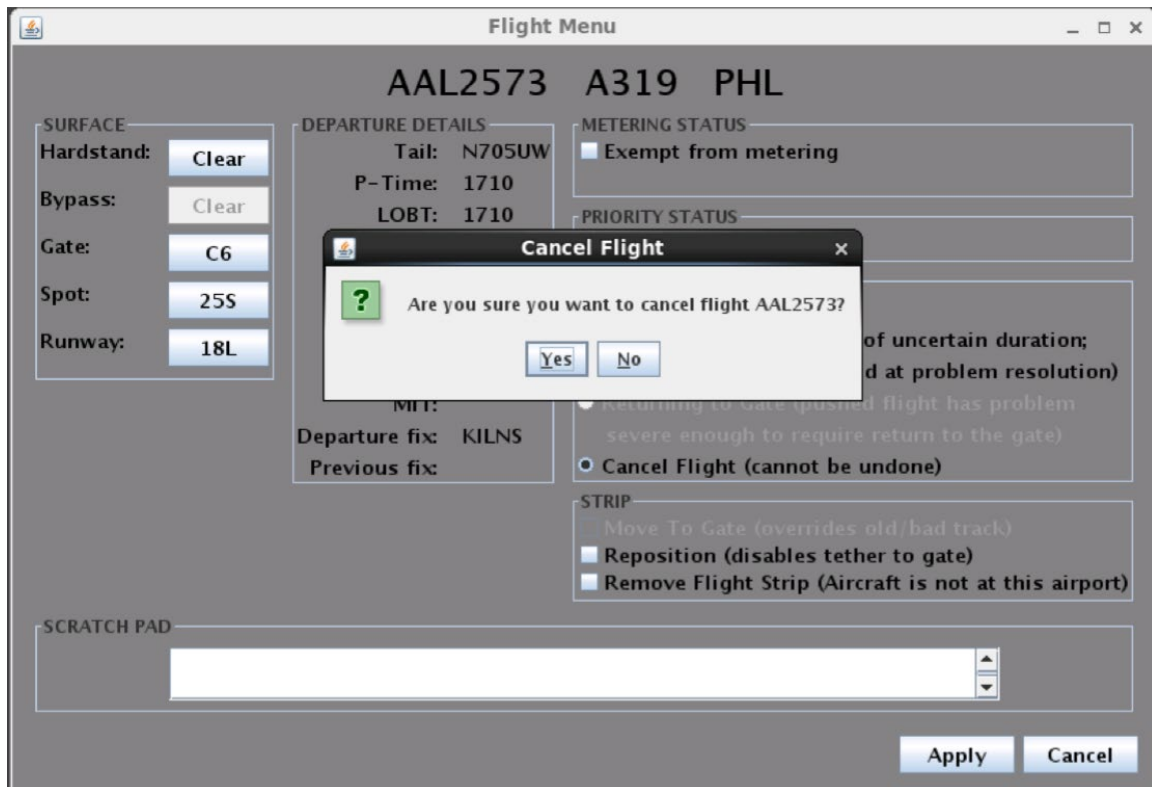 Flight Menu
AAL2573 A319 PHL
SURFACE
Hardstand: Clear
Bypass: Clear
Gate: C6
Spot: 25S
Runway: 18L
DEPARTURE DETAILS
Tail: N705UW
P-Time: 1710
LOBT: 1710
MIT:
Departure fix: KILNS
Previous fix:
METERING STATUS
Exempt from metering
PRIORITY STATUS
Cancel Flight
Are you sure you want to cancel flight AAL2573?
Yes No
of uncertain duration;
d at problem resolution)
Returning to Gate (pushed flight has problem
severe enough to require return to the gate)
Cancel Flight (cannot be undone)
STRIP
Move To Gate (overrides old/bad track)
Reposition (disables tether to gate)
Remove Flight Strip (Aircraft is not at this airport)
SCRATCH PAD
Apply Cancel